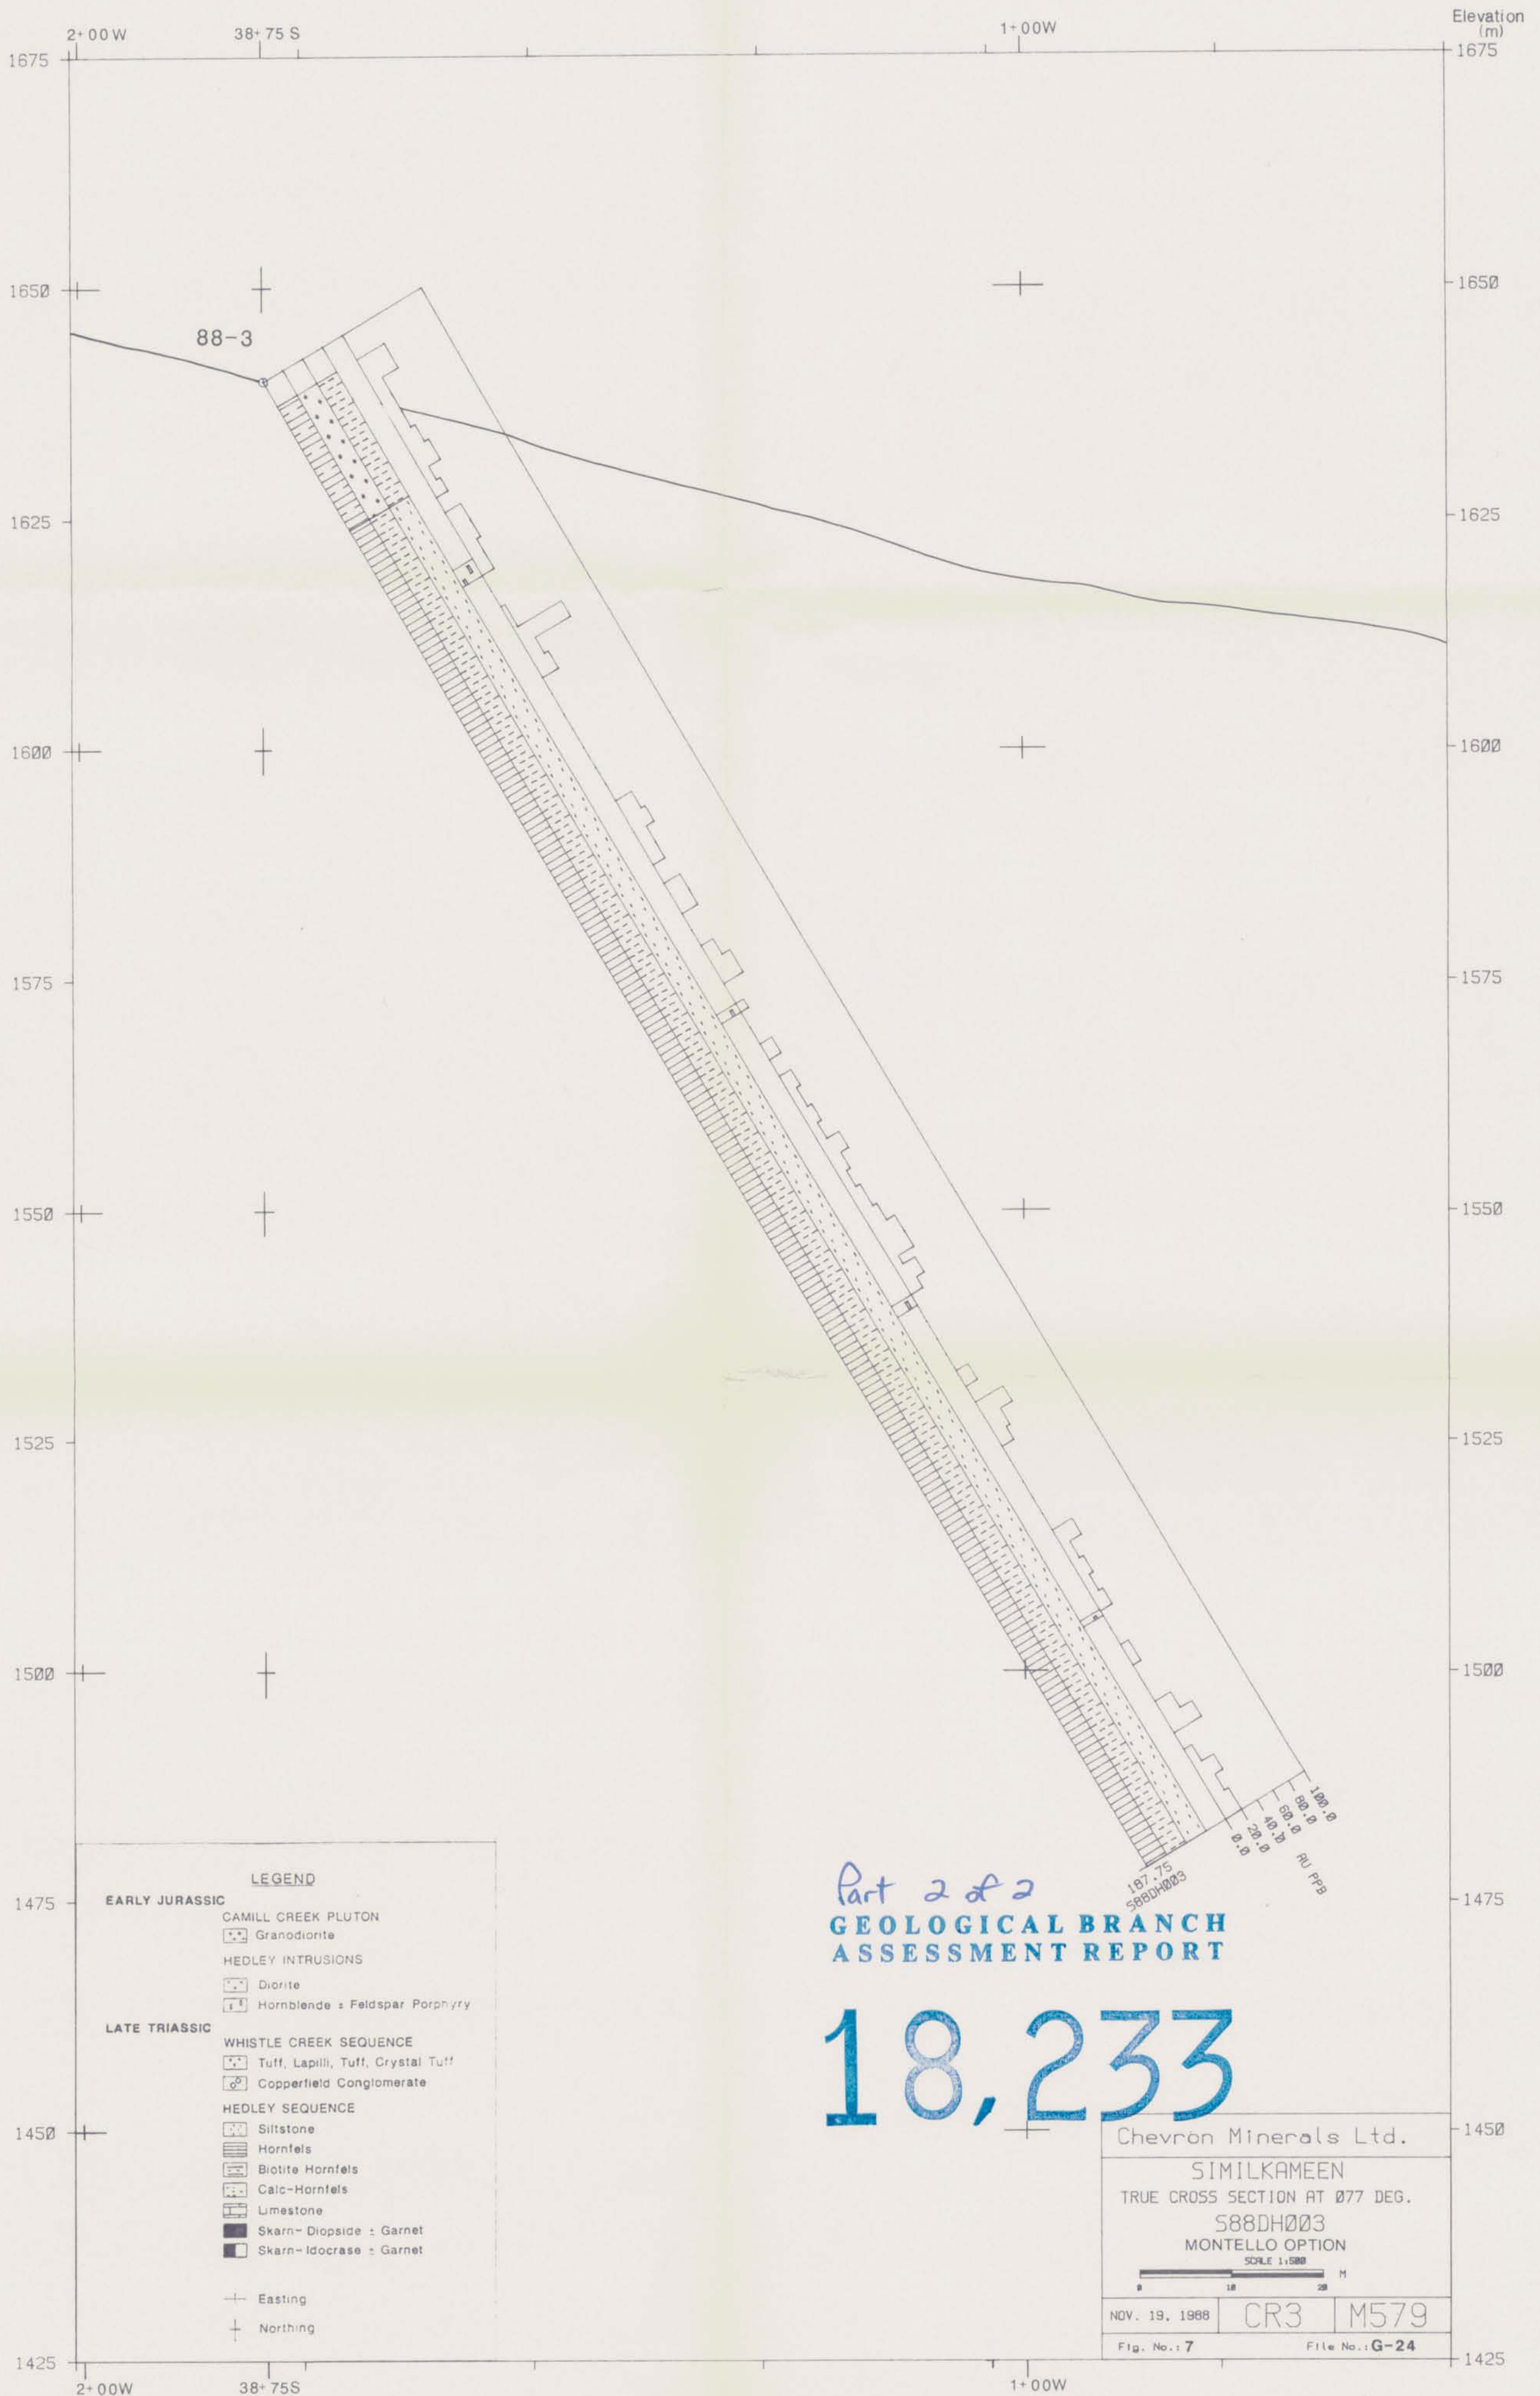 Elevation
(m)
2+00W 38+75S 1+00W
1675 1675
1650 1650
88-3
1625 1625
1600 1600
1575 1575
1550 1550
1525 1525
1500 1500
100.0
80.0
60.0
40.0
20.0
0.0
AU PPB
187.75
S88DH003
1475 1475
LEGEND
EARLY JURASSIC
CAMILL CREEK PLUTON
Granodiorite
HEDLEY INTRUSIONS
Diorite
Hornblende ± Feldspar Porphyry
LATE TRIASSIC
WHISTLE CREEK SEQUENCE
Tuff, Lapilli, Tuff, Crystal Tuff
Copperfield Conglomerate
HEDLEY SEQUENCE
Siltstone
Hornfels
Biotite Hornfels
Calc-Hornfels
Limestone
Skarn-Diopside ± Garnet
Skarn-Idocrase ± Garnet
Easting
Northing
Part 2 of 2
GEOLOGICAL BRANCH
ASSESSMENT REPORT
18,233
1450 1450
Chevron Minerals Ltd.
SIMILKAMEEN
TRUE CROSS SECTION AT 077 DEG.
S88DH003
MONTELLO OPTION
SCALE 1:500
M
0 10 20
NOV. 19, 1988 CR3 M579
Fig. No.: 7 File No.: G-24
1425 1425
2+00W 38+75S 1+00W